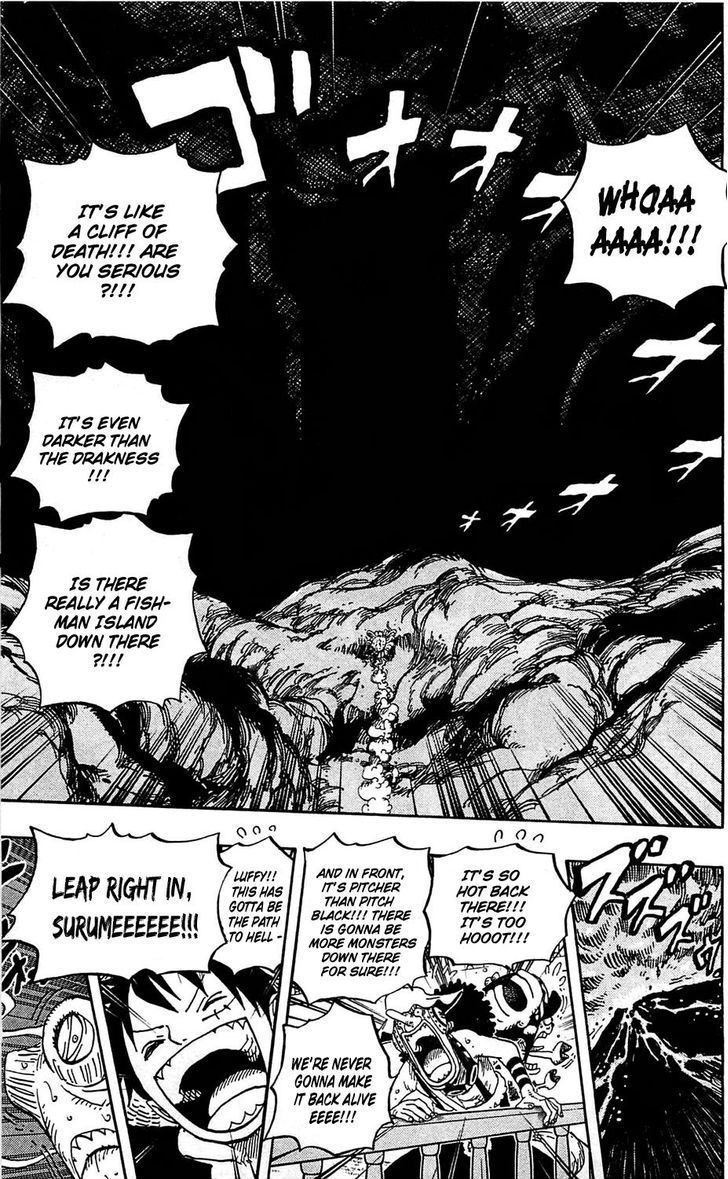 WHOAA
AAAA!!!
ゴオオオ
IT'S LIKE
A CLIFF OF
DEATH!!! ARE
YOU SERIOUS
?!!!
IT'S EVEN
DARKER THAN
THE DRAKNESS
!!!
IS THERE
REALLY A FISH-
MAN ISLAND
DOWN THERE
?!!!
IT'S SO
HOT BACK
THERE!!!
IT'S TOO
HOOOT!!!
AND IN FRONT,
IT'S PITCHER
THAN PITCH
BLACK!!! THERE
IS GONNA BE
MORE MONSTERS
DOWN THERE
FOR SURE!!!
WE'RE NEVER
GONNA MAKE
IT BACK ALIVE
EEEE!!!
LUFFY!!
THIS HAS
GOTTA BE
THE PATH
TO HELL -
LEAP RIGHT IN,
SURUMEEEEEE!!!